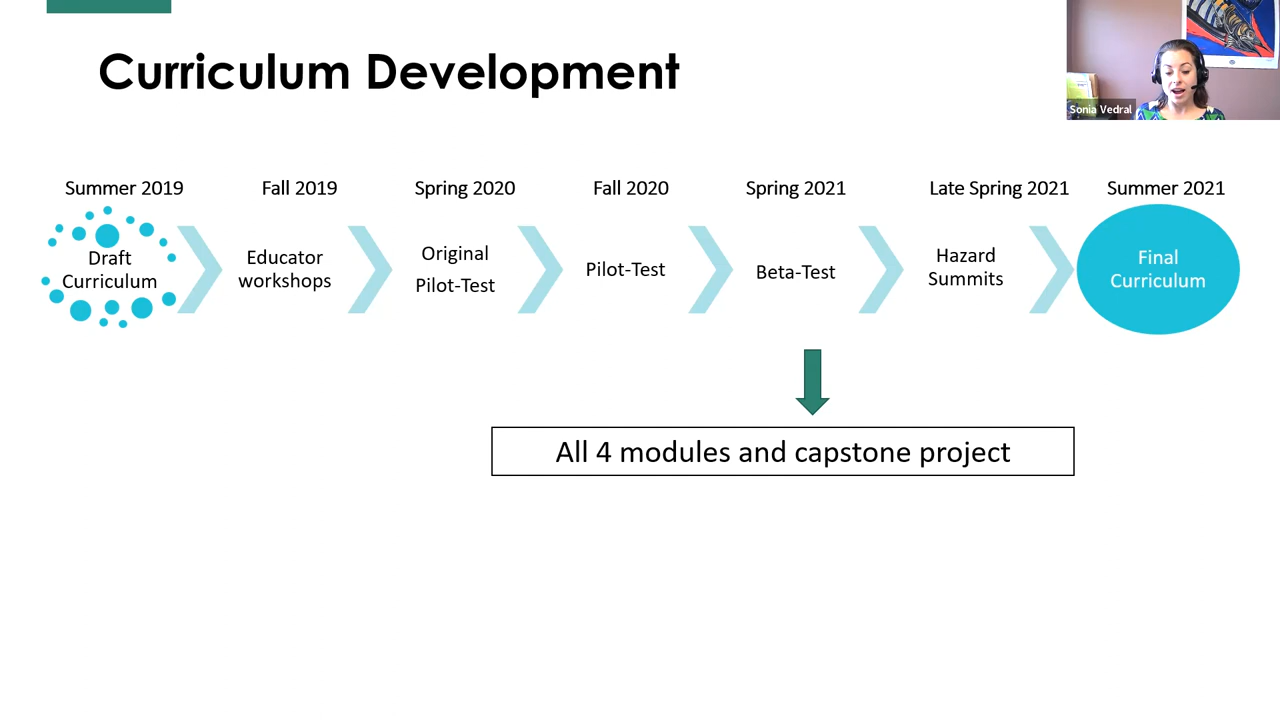 Curriculum Development
Sonia Vedral
Summer 2019
Fall 2019
Spring 2020
Fall 2020
Spring 2021
Late Spring 2021
Summer 2021
Draft
Curriculum
Educator
workshops
Original
Pilot-Test
Pilot-Test
Beta-Test
Hazard
Summits
Final
Curriculum
All 4 modules and capstone project